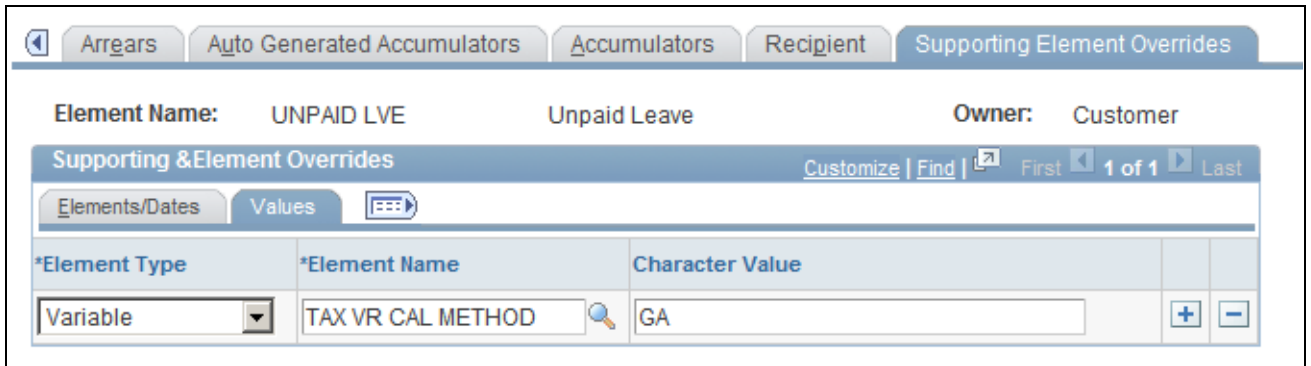 Arrears Auto Generated Accumulators Accumulators Recipient Supporting Element Overrides
Element Name: UNPAID LVE Unpaid Leave Owner: Customer
Supporting &Element Overrides Customize | Find | First 1 of 1 Last
Elements/Dates Values
*Element Type *Element Name Character Value
Variable TAX VR CAL METHOD GA